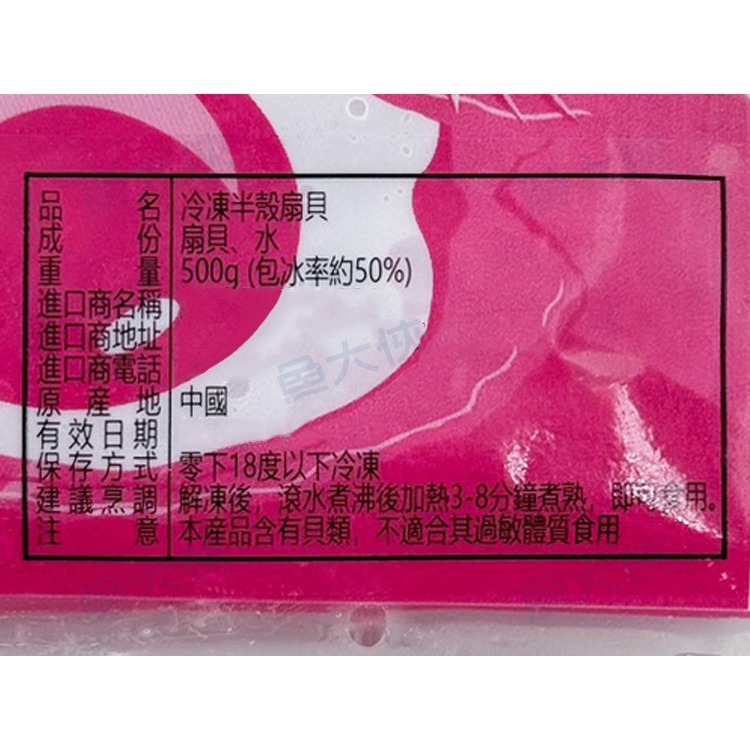 品名 冷凍半殼扇貝
成份 扇貝、水
重量 500g (包冰率約50%)
進口商名稱
進口商地址
進口商電話
魚大俠
原產地 中國
有效日期
保存方式 零下18度以下冷凍
建議烹調 解凍後，滾水煮沸後加熱3-8分鐘煮熟，即可食用。
注意 本產品含有貝類，不適合其過敏體質食用